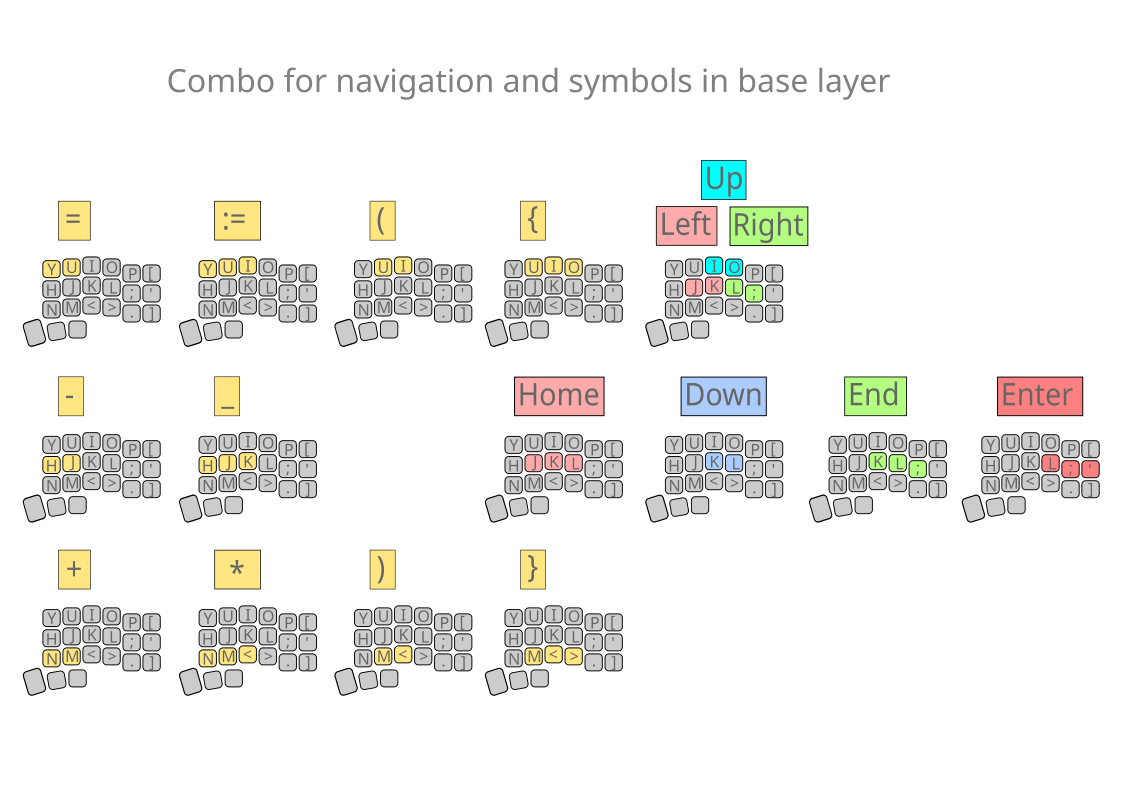 Combo for navigation and symbols in base layer
Up
Left Right
= := ( {
Y U I O P [
H J K L ; '
N M < > . ]
Y U I O P [
H J K L ; '
N M < > . ]
Y U I O P [
H J K L ; '
N M < > . ]
Y U I O P [
H J K L ; '
N M < > . ]
Y U I O P [
H J K L ; '
N M < > . ]
- _ Home Down End Enter
Y U I O P [
H J K L ; '
N M < > . ]
Y U I O P [
H J K L ; '
N M < > . ]
Y U I O P [
H J K L ; '
N M < > . ]
Y U I O P [
H J K L ; '
N M < > . ]
Y U I O P [
H J K L ; '
N M < > . ]
Y U I O P [
H J K L ; '
N M < > . ]
+ * ) }
Y U I O P [
H J K L ; '
N M < > . ]
Y U I O P [
H J K L ; '
N M < > . ]
Y U I O P [
H J K L ; '
N M < > . ]
Y U I O P [
H J K L ; '
N M < > . ]